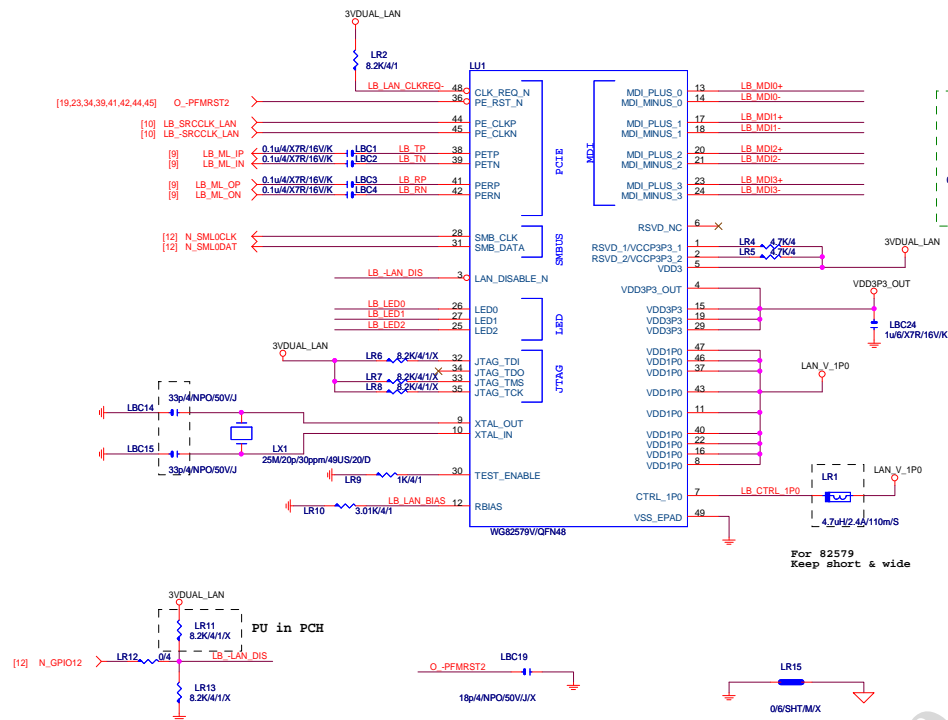 3VDUAL_LAN
LR2
8.2K/4/1
LU1
LB_LAN_CLKREQ- 48 CLK_REQ_N
[19,23,34,39,41,42,44,45] O_-PFMRST2 36 PE_RST_N
[10] LB_SRCCLK_LAN 44 PE_CLKP
[10] LB_-SRCCLK_LAN 45 PE_CLKN
[9] LB_ML_IP 0.1u/4/X7R/16V/K LBC1 LB_TP 38 PETP
[9] LB_ML_IN 0.1u/4/X7R/16V/K LBC2 LB_TN 39 PETN
[9] LB_ML_OP 0.1u/4/X7R/16V/K LBC3 LB_RP 41 PERP
[9] LB_ML_ON 0.1u/4/X7R/16V/K LBC4 LB_RN 42 PERN
PCIE
[12] N_SML0CLK 28 SMB_CLK
[12] N_SML0DAT 31 SMB_DATA
SMBUS
LB_-LAN_DIS 3 LAN_DISABLE_N
LB_LED0 26 LED0
LB_LED1 27 LED1
LB_LED2 25 LED2
LED
3VDUAL_LAN
LR6 8.2K/4/1/X 32 JTAG_TDI
34 JTAG_TDO
LR7 8.2K/4/1/X 33 JTAG_TMS
LR8 8.2K/4/1/X 35 JTAG_TCK
JTAG
33p/4/NPO/50V/J
LBC14
9 XTAL_OUT
10 XTAL_IN
LBC15
LX1
25M/20p/30ppm/49US/20/D
33p/4/NPO/50V/J
LR9 1K/4/1 30 TEST_ENABLE
LR10 3.01K/4/1 LB_LAN_BIAS 12 RBIAS
WG82579V/QFN48
MDI
MDI_PLUS_0 13 LB_MDI0+
MDI_MINUS_0 14 LB_MDI0-
MDI_PLUS_1 17 LB_MDI1+
MDI_MINUS_1 18 LB_MDI1-
MDI_PLUS_2 20 LB_MDI2+
MDI_MINUS_2 21 LB_MDI2-
MDI_PLUS_3 23 LB_MDI3+
MDI_MINUS_3 24 LB_MDI3-
RSVD_NC 6
RSVD_1/VCCP3P3_1 1 LR4 4.7K/4
RSVD_2/VCCP3P3_2 2 LR5 4.7K/4
VDD3 5
3VDUAL_LAN
VDD3P3_OUT 4
VDD3P3_OUT
VDD3P3 15
VDD3P3 19
VDD3P3 29
LBC24
1u/6/X7R/16V/K
VDD1P0 47
VDD1P0 46
VDD1P0 37
VDD1P0 43
LAN_V_1P0
VDD1P0 11
VDD1P0 40
VDD1P0 22
VDD1P0 16
VDD1P0 8
CTRL_1P0 7 LB_CTRL_1P0
LR1
LAN_V_1P0
4.7uH/2.4A/110m/S
VSS_EPAD 49
For 82579
Keep short & wide
3VDUAL_LAN
LR11
8.2K/4/1/X
PU in PCH
[12] N_GPIO12 LR12 0/4 LB_-LAN_DIS
LR13
8.2K/4/1/X
O_-PFMRST2
LBC19
18p/4/NPO/50V/J/X
LR15
0/6/SHT/M/X